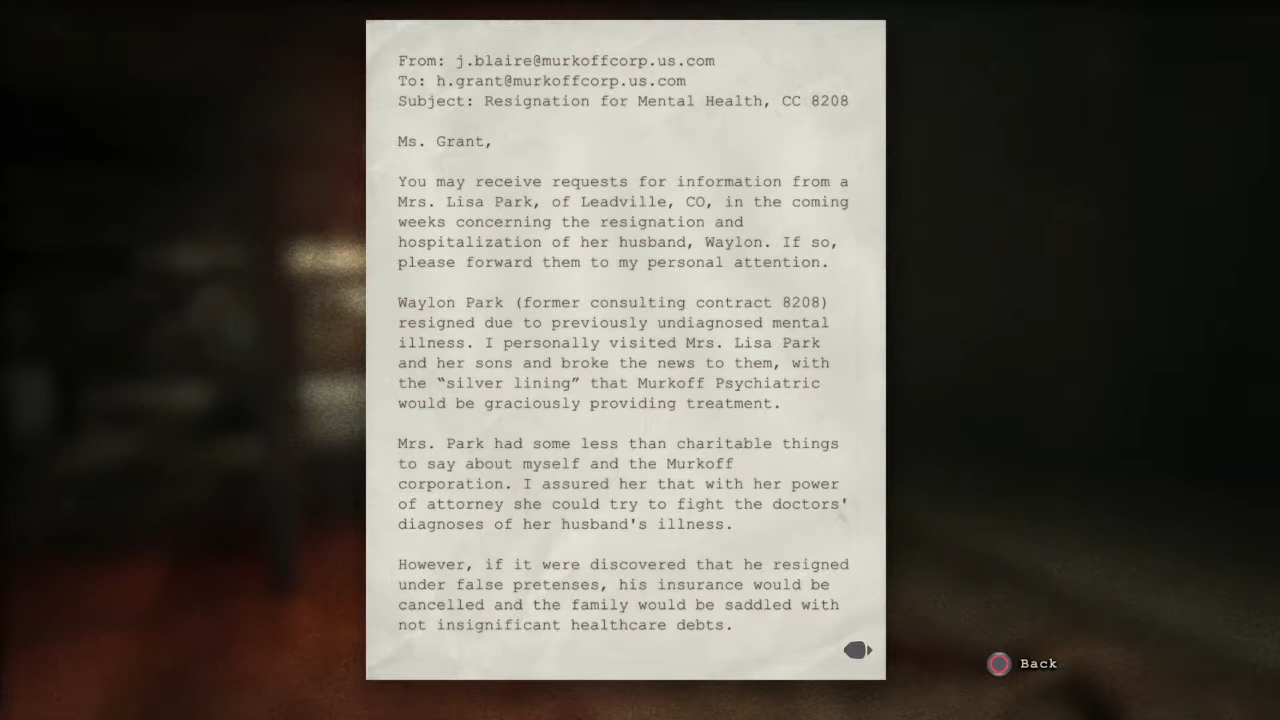 From: j.blaire@murkoffcorp.us.com
To: h.grant@murkoffcorp.us.com
Subject: Resignation for Mental Health, CC 8208
Ms. Grant,
You may receive requests for information from a
Mrs. Lisa Park, of Leadville, CO, in the coming
weeks concerning the resignation and
hospitalization of her husband, Waylon. If so,
please forward them to my personal attention.
Waylon Park (former consulting contract 8208)
resigned due to previously undiagnosed mental
illness. I personally visited Mrs. Lisa Park
and her sons and broke the news to them, with
the “silver lining” that Murkoff Psychiatric
would be graciously providing treatment.
Mrs. Park had some less than charitable things
to say about myself and the Murkoff
corporation. I assured her that with her power
of attorney she could try to fight the doctors'
diagnoses of her husband's illness.
However, if it were discovered that he resigned
under false pretenses, his insurance would be
cancelled and the family would be saddled with
not insignificant healthcare debts.
Back